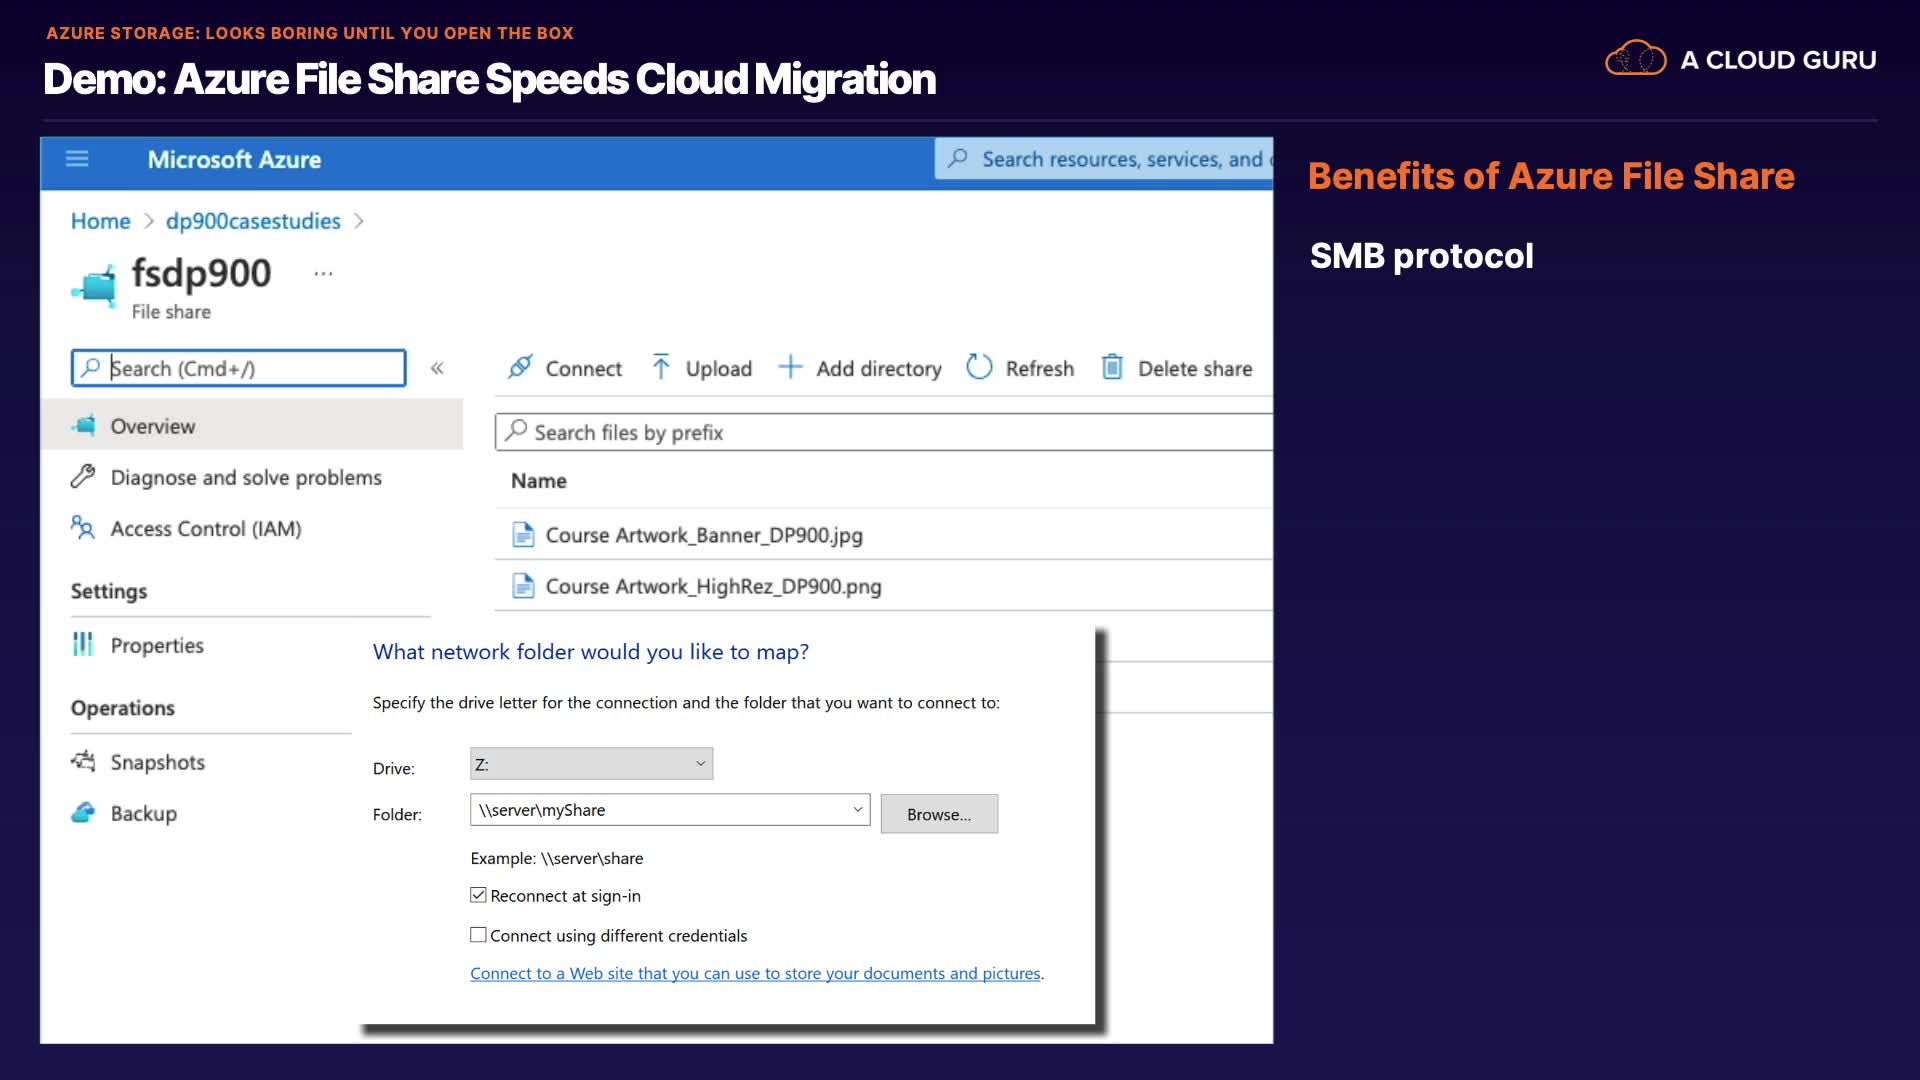 AZURE STORAGE: LOOKS BORING UNTIL YOU OPEN THE BOX
Demo: Azure File Share Speeds Cloud Migration
A CLOUD GURU
Microsoft Azure
Search resources, services, and
Home > dp900casestudies >
fsdp900 ...
File share
Search (Cmd+/)
«
Connect
Upload
Add directory
Refresh
Delete share
Overview
Diagnose and solve problems
Access Control (IAM)
Settings
Properties
Operations
Snapshots
Backup
Search files by prefix
Name
Course Artwork_Banner_DP900.jpg
Course Artwork_HighRez_DP900.png
What network folder would you like to map?
Specify the drive letter for the connection and the folder that you want to connect to:
Drive: Z:
Folder: \\server\myShare Browse...
Example: \\server\share
Reconnect at sign-in
Connect using different credentials
Connect to a Web site that you can use to store your documents and pictures.
Benefits of Azure File Share
SMB protocol